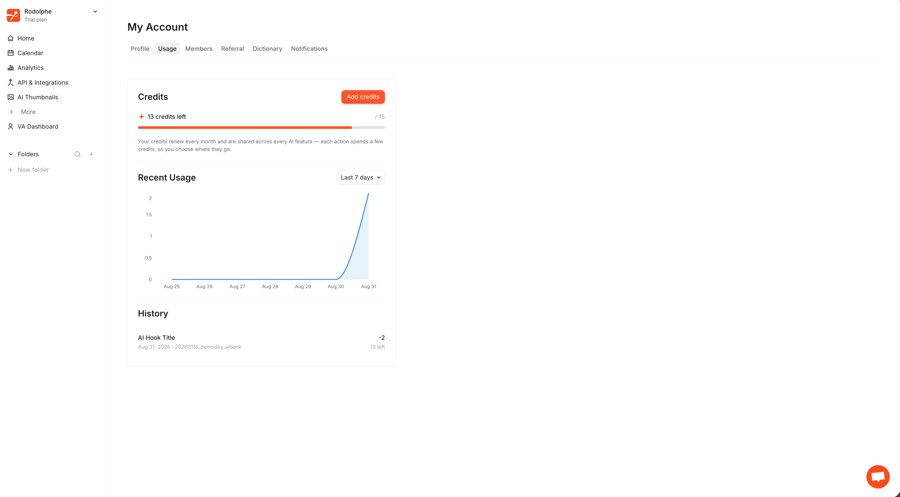 Rodolphe
Trial plan
Home
Calendar
Analytics
API & Integrations
AI Thumbnails
More
VA Dashboard
Folders
New folder
My Account
Profile
Usage
Members
Referral
Dictionary
Notifications
Credits
Add credits
13 credits left
/ 15
Your credits renew every month and are shared across every AI feature — each action spends a few
credits, so you choose where they go.
Recent Usage
Last 7 days
2
1.5
1
0.5
0
Aug 25
Aug 26
Aug 27
Aug 28
Aug 29
Aug 30
Aug 31
History
AI Hook Title
-2
Aug 31, 2026 · 20260116_demoday_albank
13 left